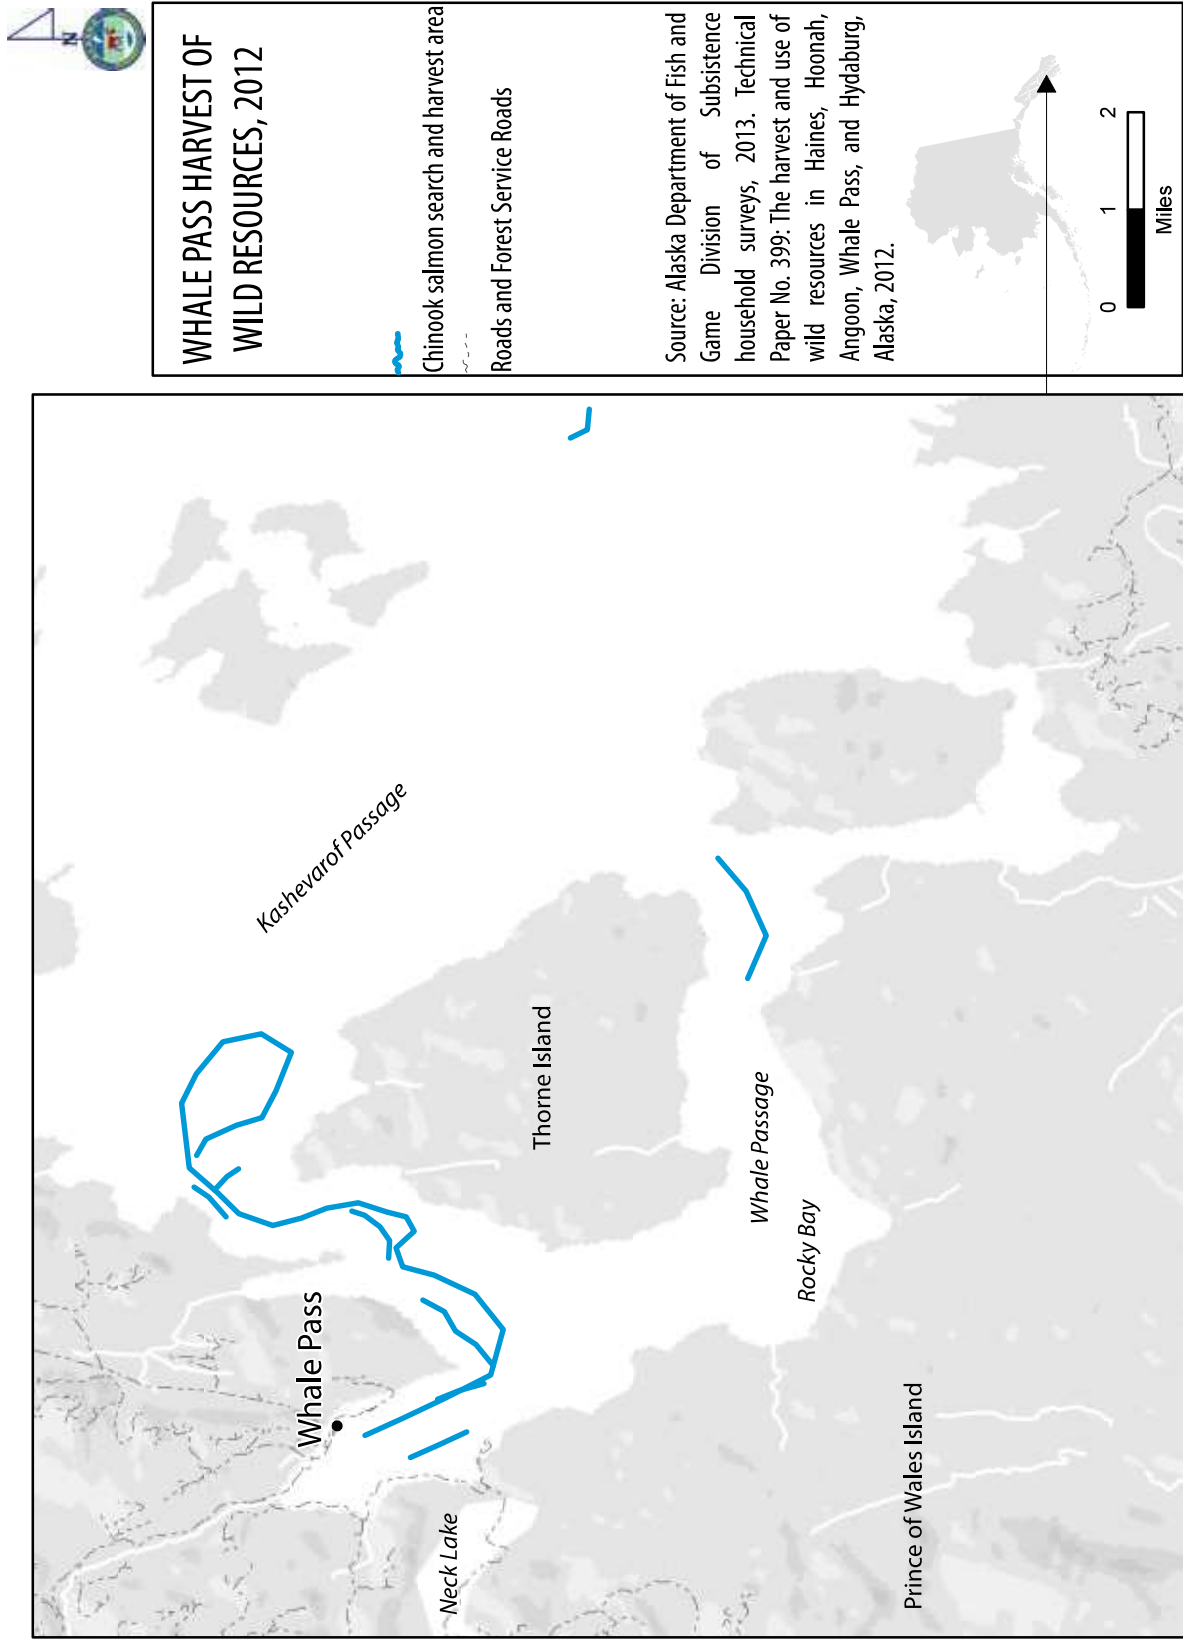 N
WHALE PASS HARVEST OF
WILD RESOURCES, 2012
Chinook salmon search and harvest area
Roads and Forest Service Roads
Source: Alaska Department of Fish and
Game Division of Subsistence
household surveys, 2013. Technical
Paper No. 399: The harvest and use of
wild resources in Haines, Hoonah,
Angoon, Whale Pass, and Hydaburg,
Alaska, 2012.
0 1 2
Miles
Kashevarof Passage
Whale Pass
Neck Lake
Thorne Island
Whale Passage
Rocky Bay
Prince of Wales Island